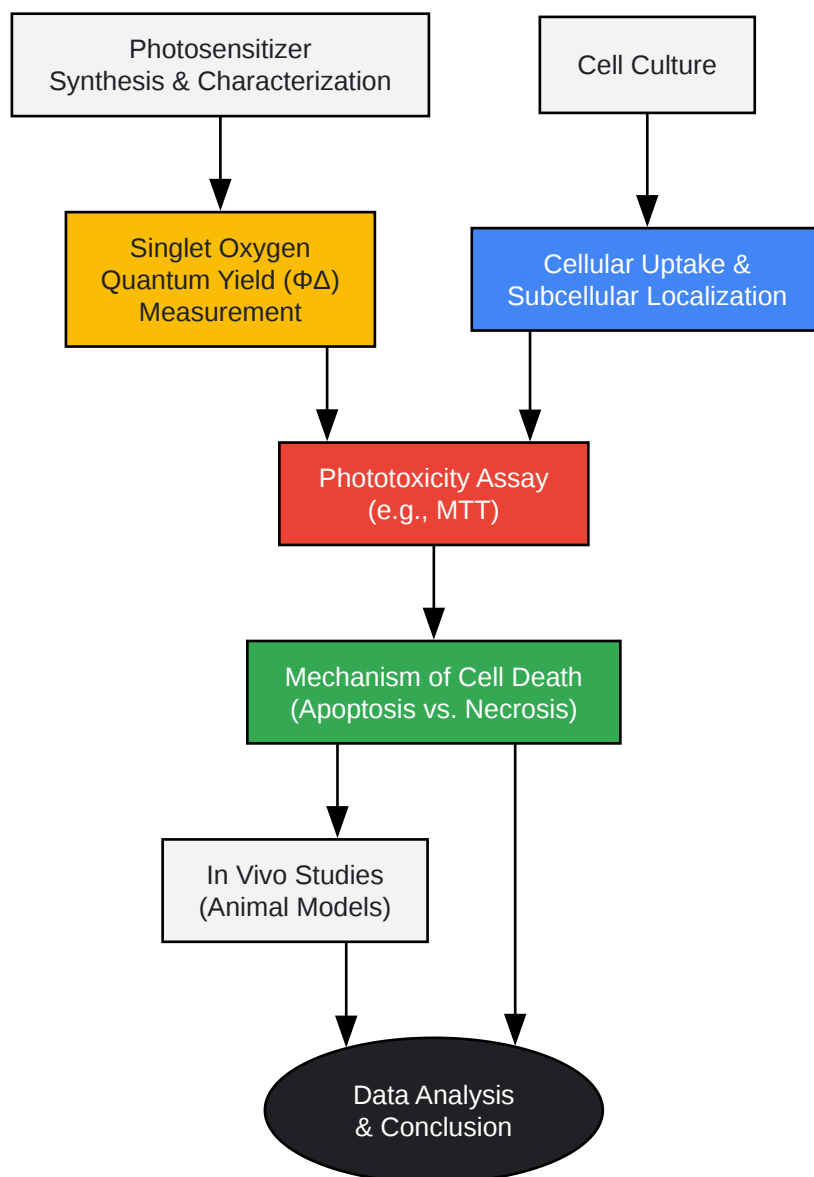 Photosensitizer
Synthesis & Characterization
Cell Culture
Singlet Oxygen
Quantum Yield (ΦΔ)
Measurement
Cellular Uptake &
Subcellular Localization
Phototoxicity Assay
(e.g., MTT)
Mechanism of Cell Death
(Apoptosis vs. Necrosis)
In Vivo Studies
(Animal Models)
Data Analysis
& Conclusion